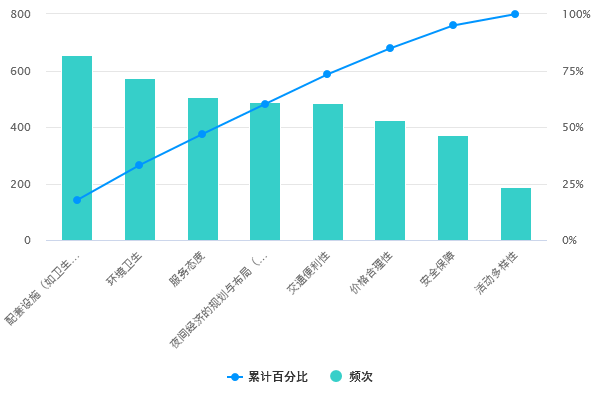 800
600
400
200
0
100%
75%
50%
25%
0%
配套设施（如卫生...
环境卫生
服务态度
夜间经济的规划与布局（...
交通便利性
价格合理性
安全保障
活动多样性
累计百分比
频次